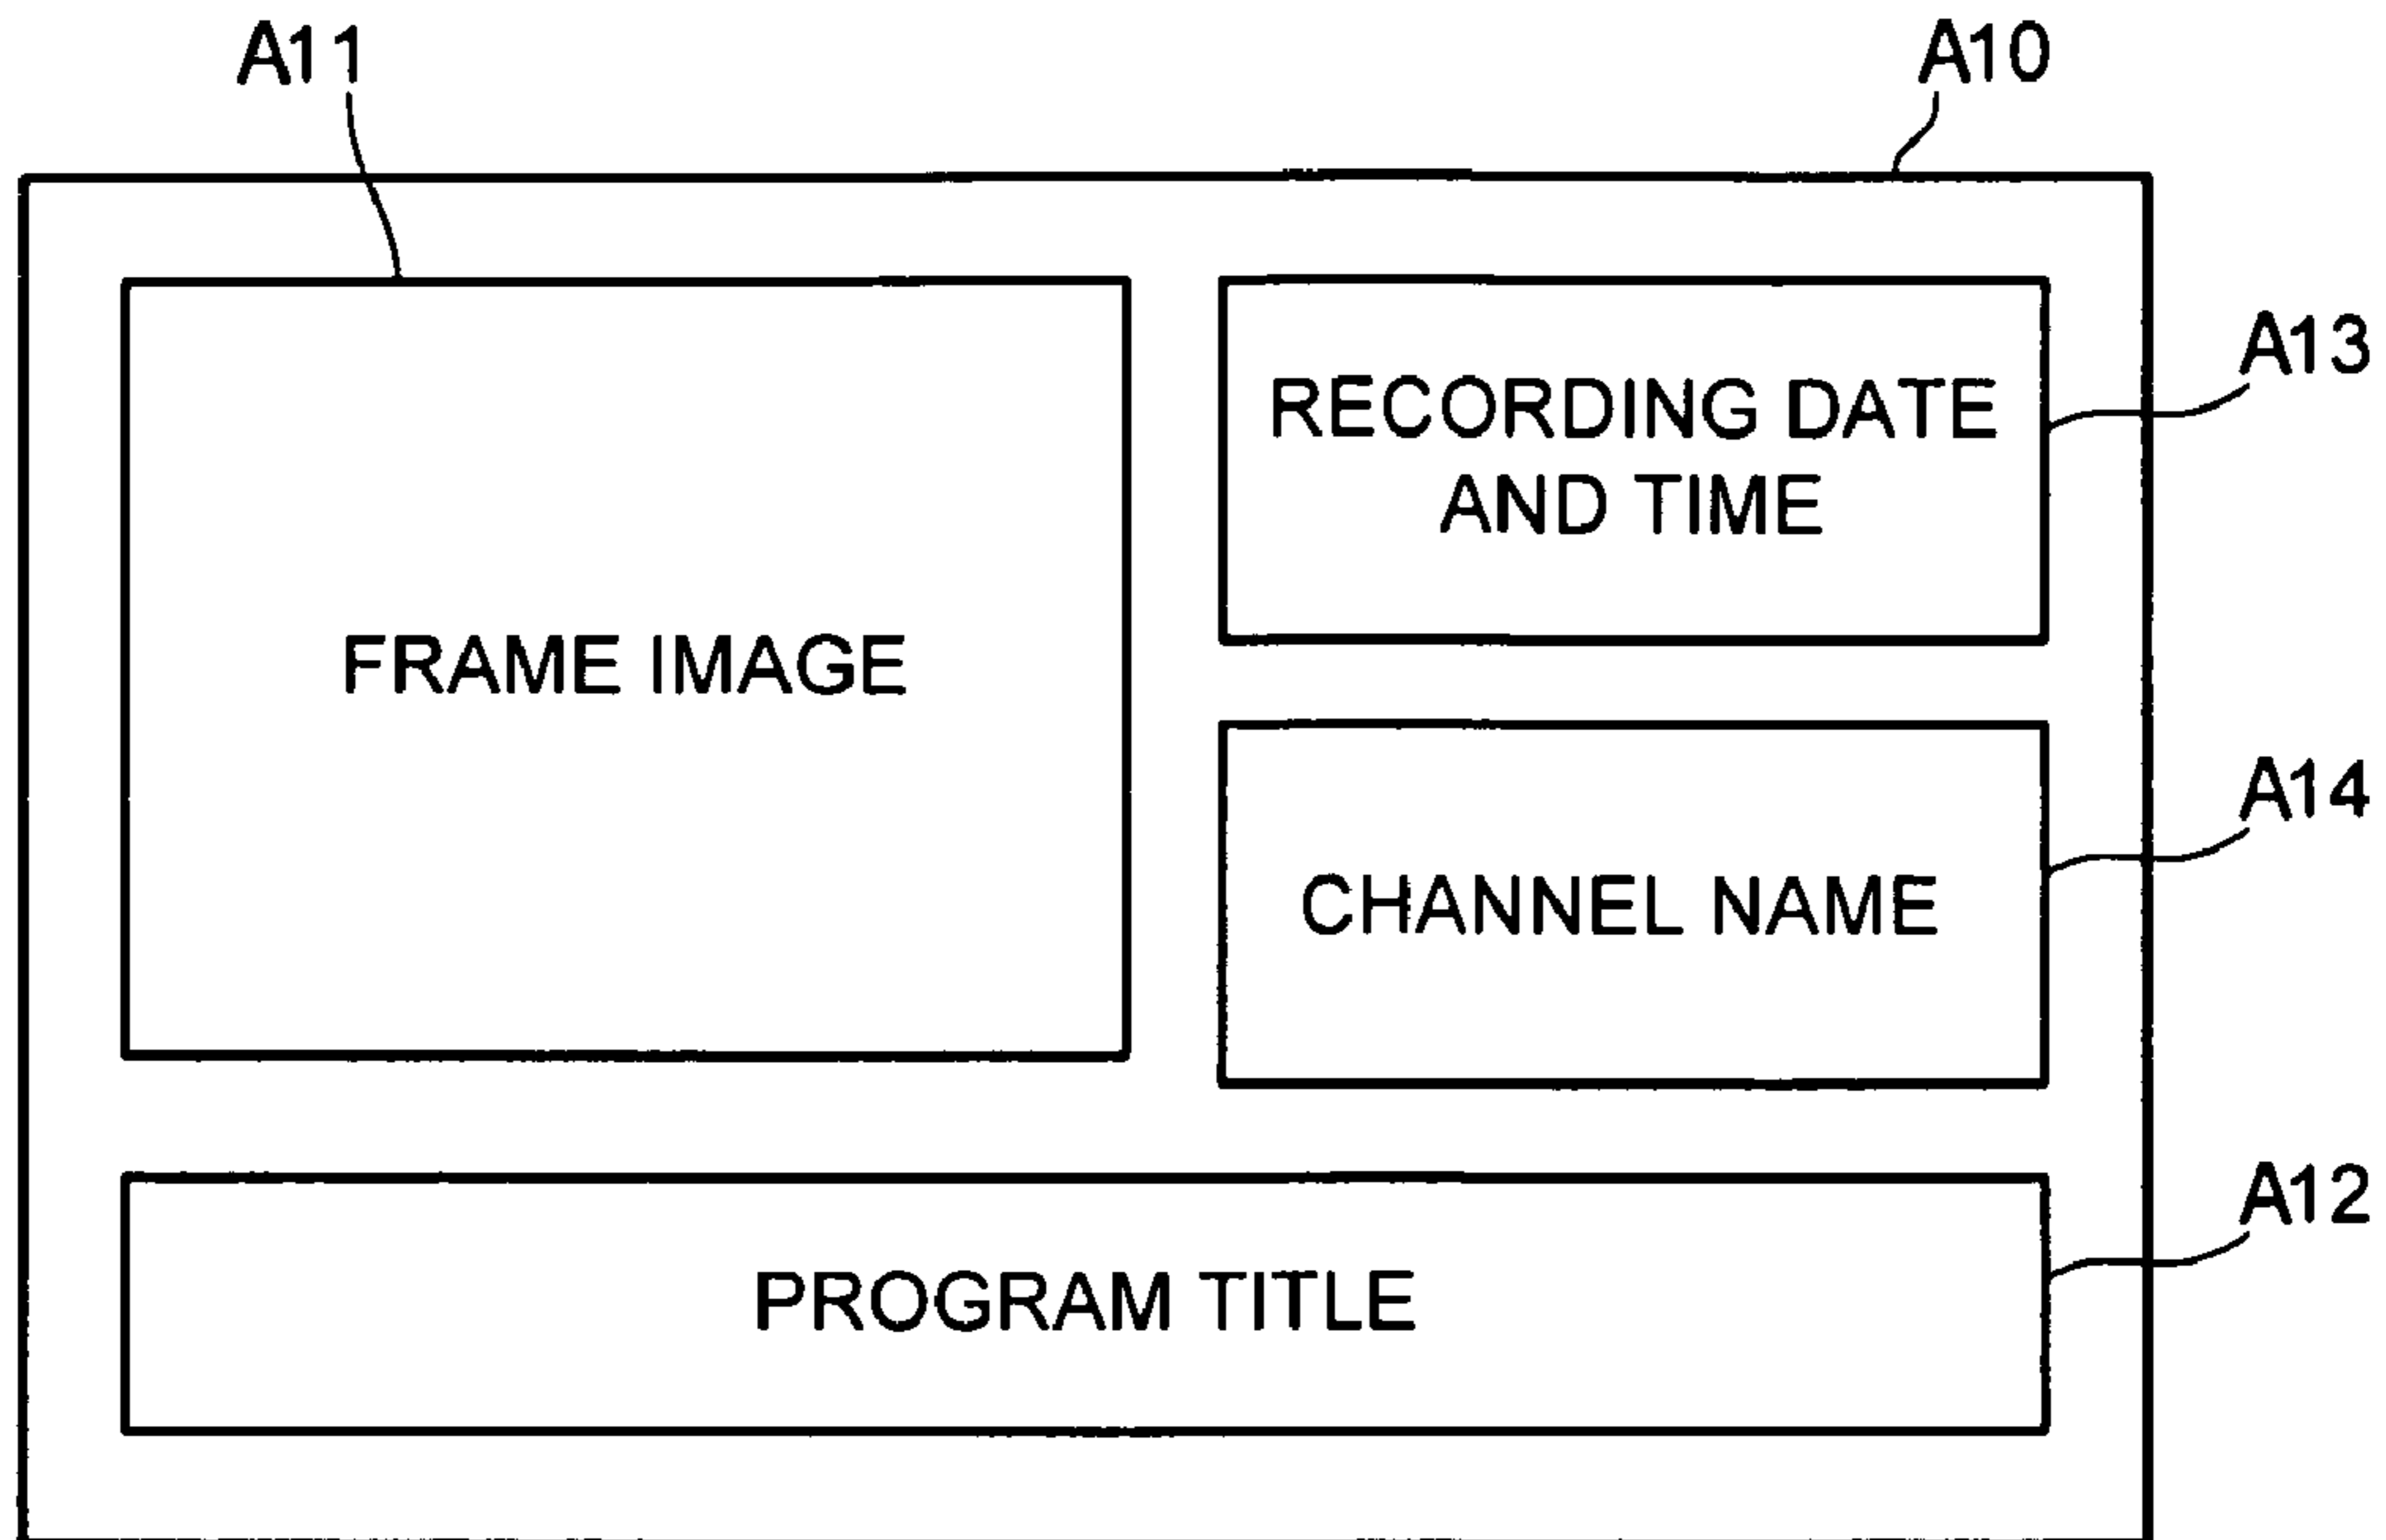 A11
A10
RECORDING DATE
AND TIME
A13
FRAME IMAGE
CHANNEL NAME
A14
PROGRAM TITLE
A12